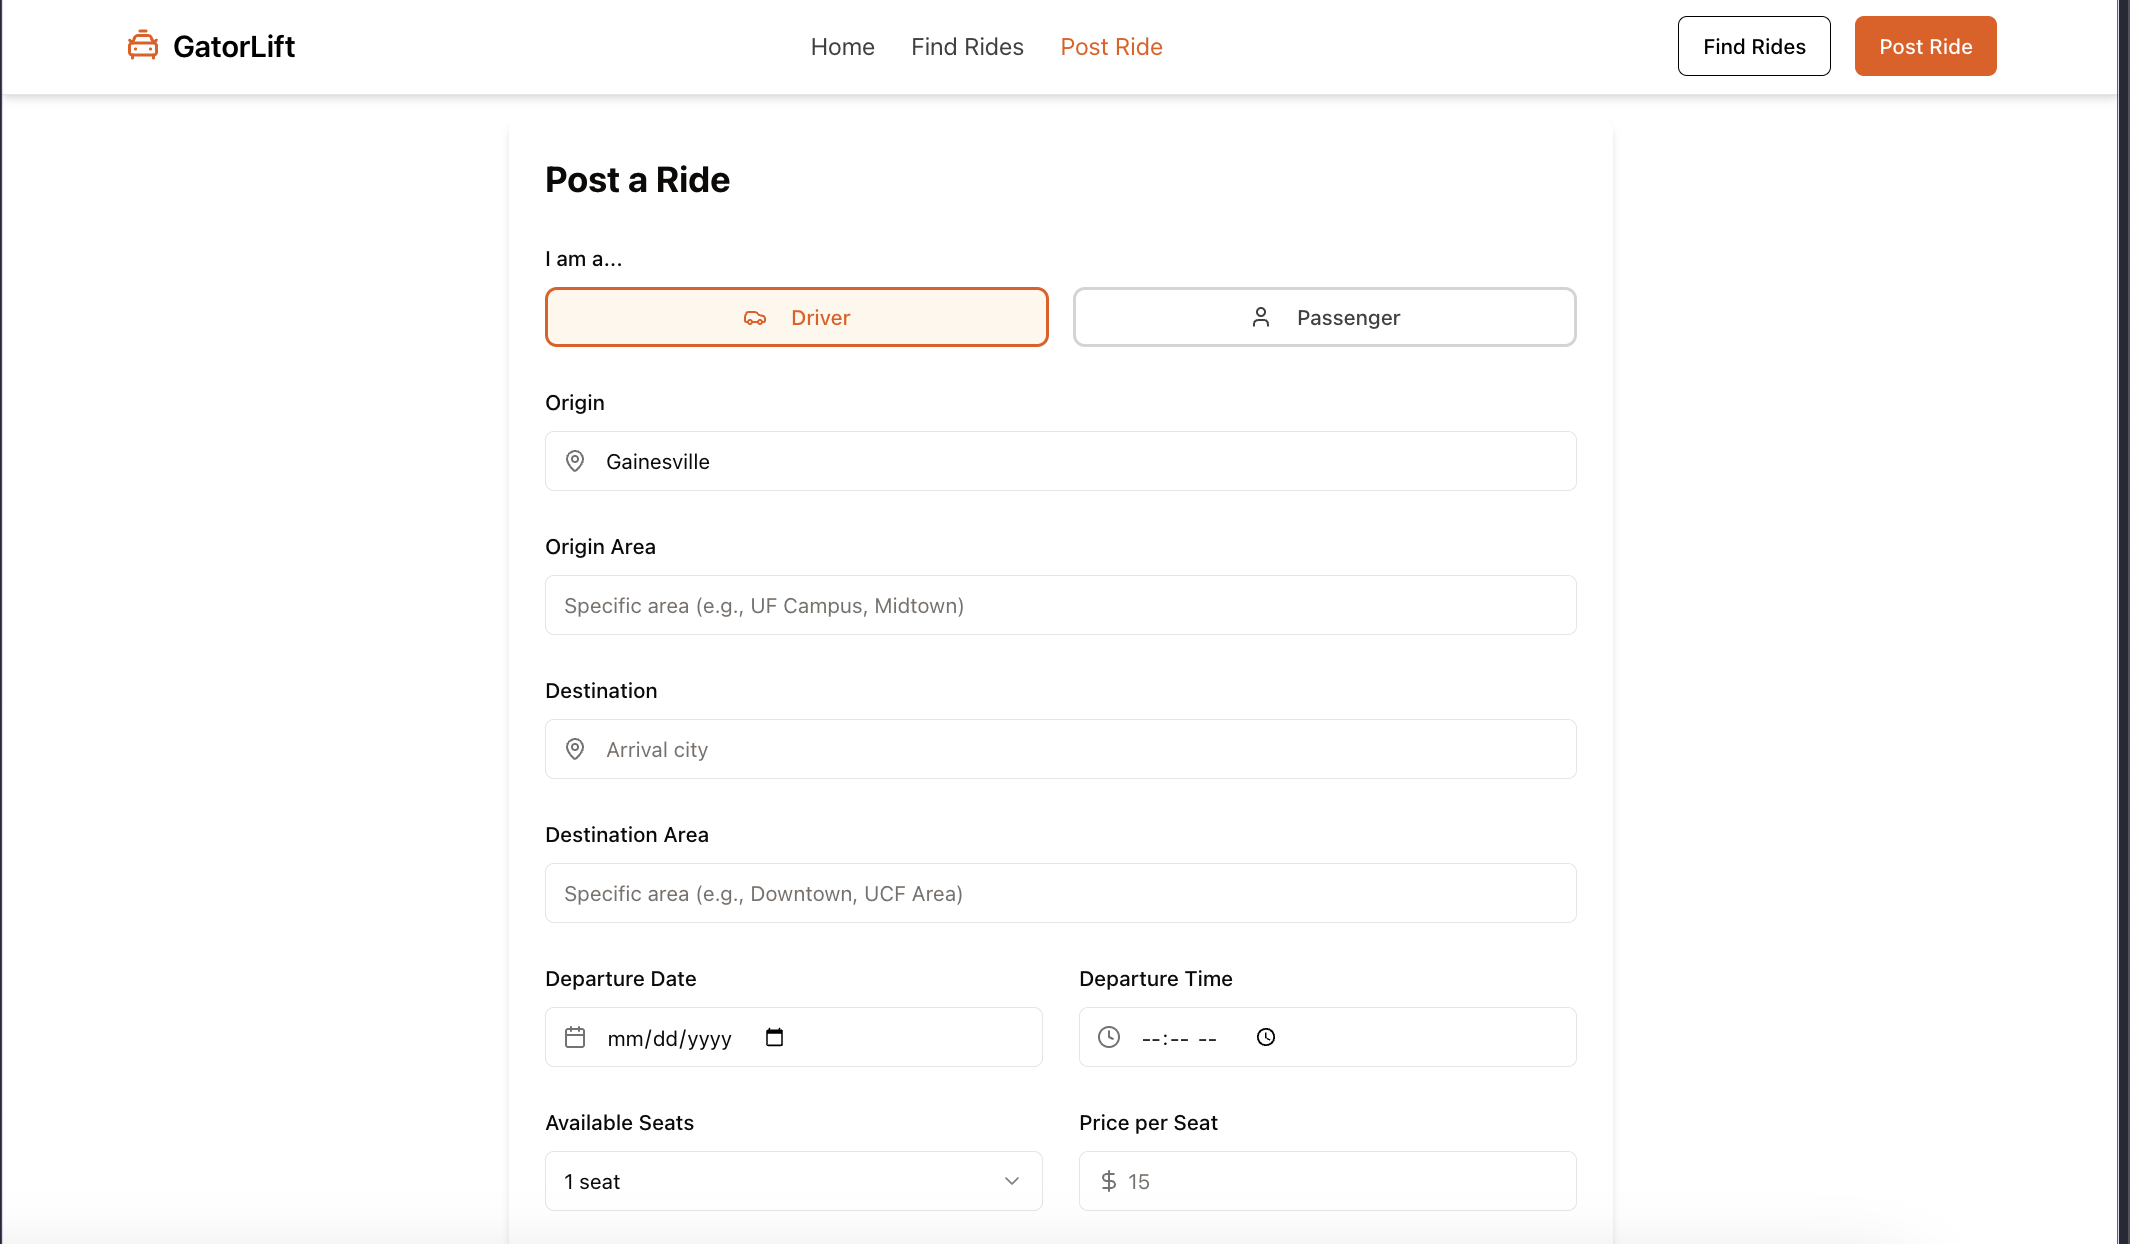 GatorLift
Home
Find Rides
Post Ride
Find Rides
Post Ride
Post a Ride
I am a...
Driver
Passenger
Origin
Gainesville
Origin Area
Specific area (e.g., UF Campus, Midtown)
Destination
Arrival city
Destination Area
Specific area (e.g., Downtown, UCF Area)
Departure Date
Departure Time
mm/dd/yyyy
--:-- --
Available Seats
Price per Seat
1 seat
$ 15